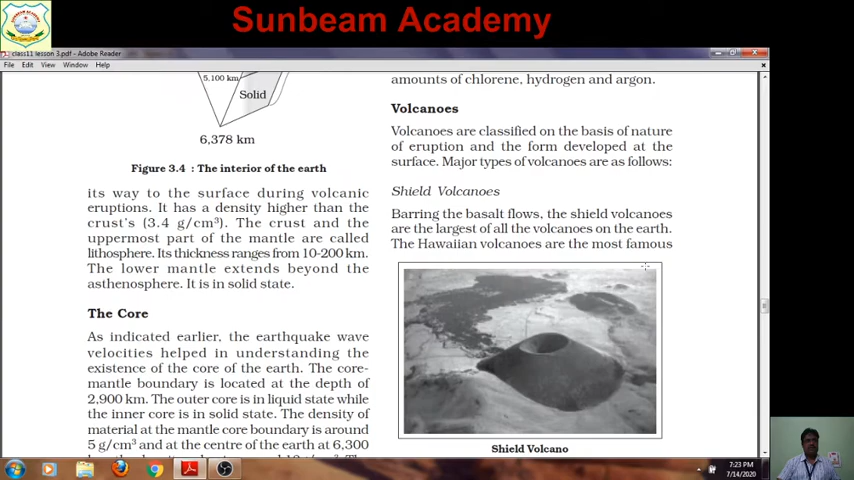 Sunbeam Academy
class11 lesson 3.pdf - Adobe Reader
File Edit View Window Help
5,100 km
Solid
6,378 km
Figure 3.4 : The interior of the earth
its way to the surface during volcanic
eruptions. It has a density higher than the
crust's (3.4 g/cm³). The crust and the
uppermost part of the mantle are called
lithosphere. Its thickness ranges from 10-200 km.
The lower mantle extends beyond the
asthenosphere. It is in solid state.
The Core
As indicated earlier, the earthquake wave
velocities helped in understanding the
existence of the core of the earth. The core-
mantle boundary is located at the depth of
2,900 km. The outer core is in liquid state while
the inner core is in solid state. The density of
material at the mantle core boundary is around
5 g/cm³ and at the centre of the earth at 6,300
amounts of chlorene, hydrogen and argon.
Volcanoes
Volcanoes are classified on the basis of nature
of eruption and the form developed at the
surface. Major types of volcanoes are as follows:
Shield Volcanoes
Barring the basalt flows, the shield volcanoes
are the largest of all the volcanoes on the earth.
The Hawaiian volcanoes are the most famous
Shield Volcano
7:23 PM
7/14/2020